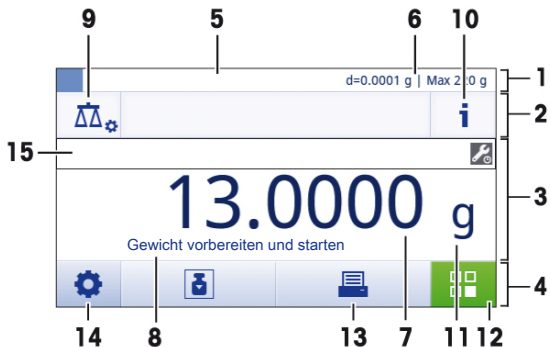 9 5 6 10
d=0.0001 g | Max 220 g 1
i 2
15
13.0000 g 3
Gewicht vorbereiten und starten
4
14 8 13 7 11 12